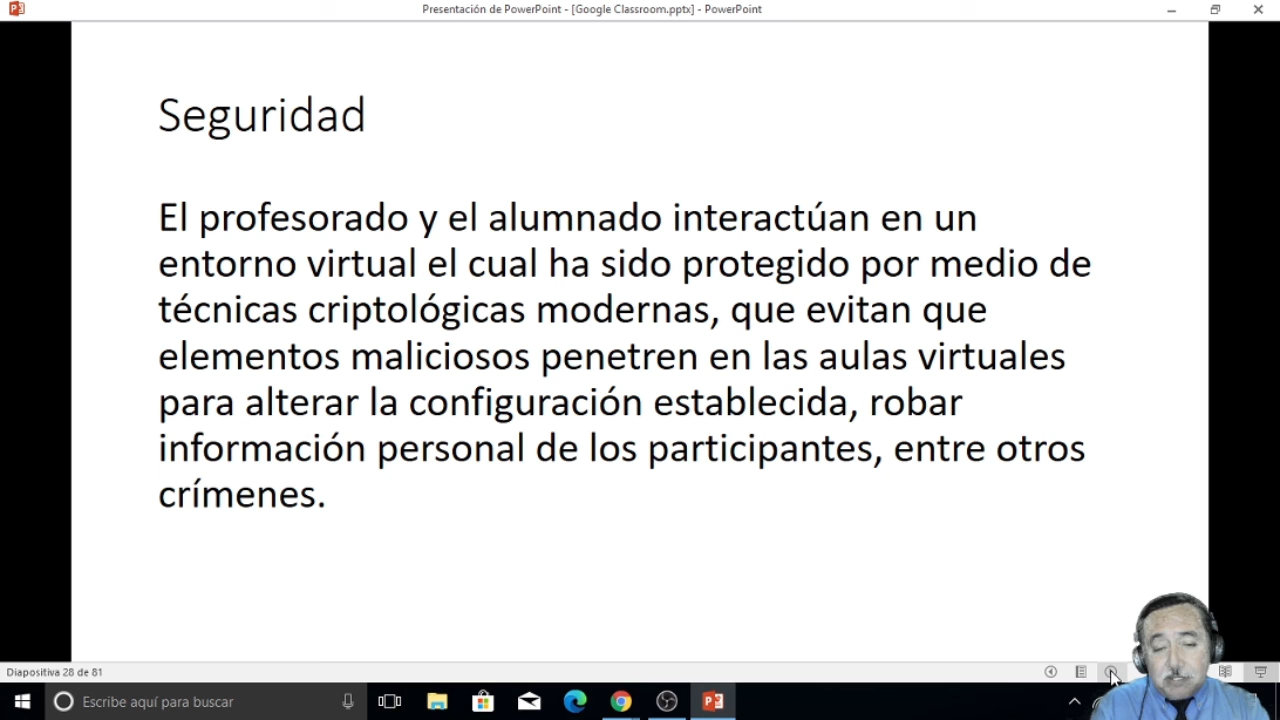 Presentación de PowerPoint - [Google Classroom.pptx] - PowerPoint
Seguridad
El profesorado y el alumnado interactúan en un
entorno virtual el cual ha sido protegido por medio de
técnicas criptológicas modernas, que evitan que
elementos maliciosos penetren en las aulas virtuales
para alterar la configuración establecida, robar
información personal de los participantes, entre otros
crímenes.
Diapositiva 28 de 81
Escribe aquí para buscar